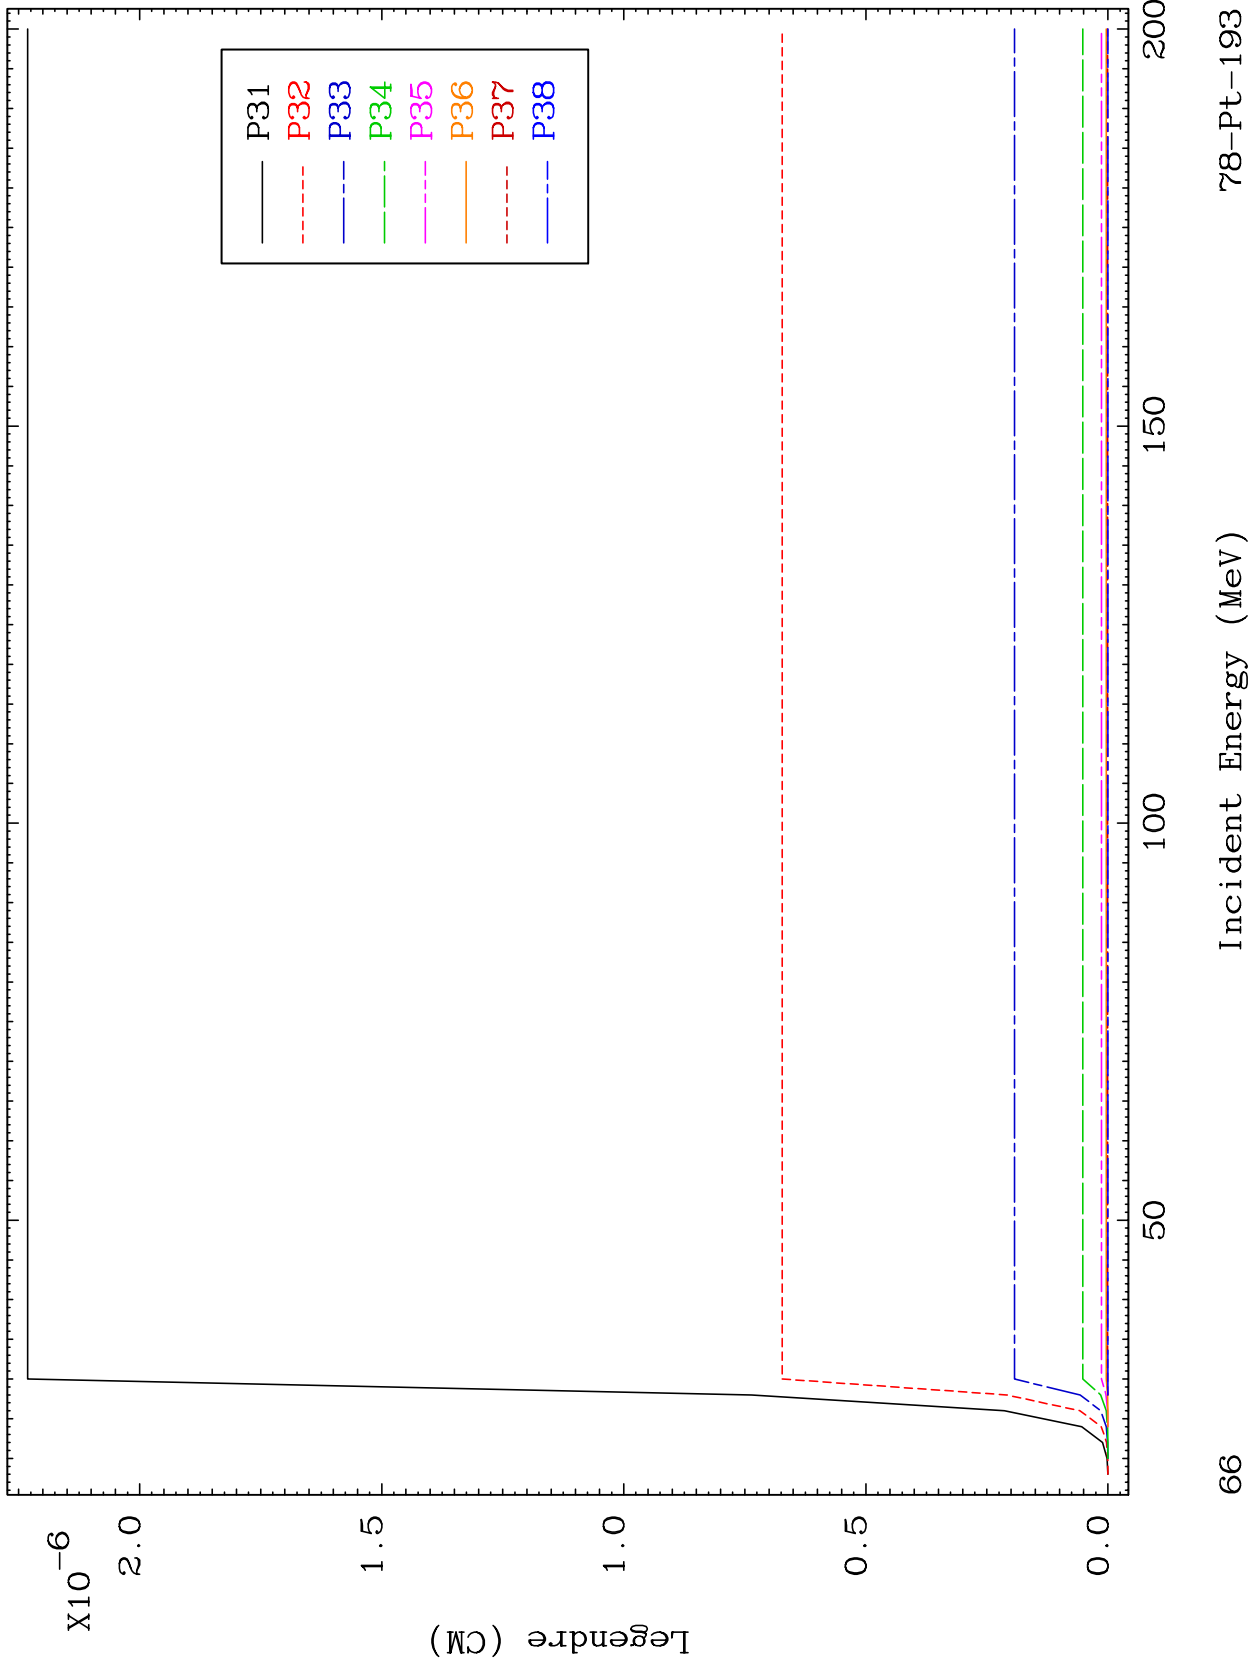 X10^-6
2.0
1.5
1.0
0.5
0.0
Legendre (CM)
P31
P32
P33
P34
P35
P36
P37
P38
50
100
150
200
66
Incident Energy (MeV)
78-Pt-193